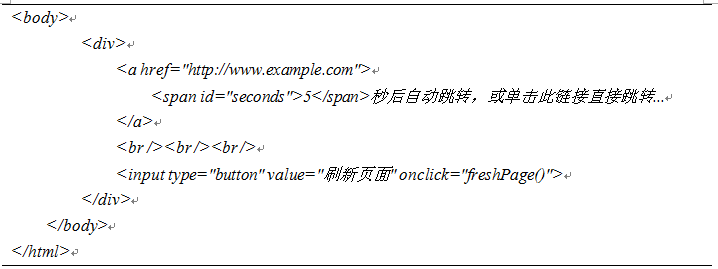 <body>
<div>
<a href="http://www.example.com">
<span id="seconds">5</span>秒后自动跳转，或单击此链接直接跳转...
</a>
<br /><br /><br />
<input type="button" value="刷新页面" onclick="freshPage()">
</div>
</body>
</html>